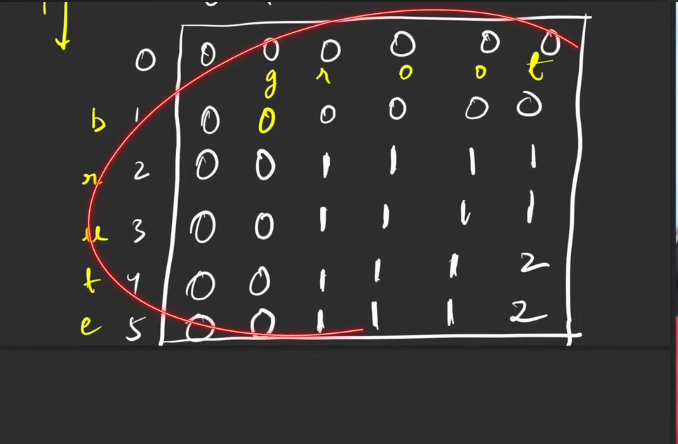 0 0 0 0 0 0 0
g r o o t
b 1 0 0 0 0 0 0
r 2 0 0 1 1 1 1
u 3 0 0 1 1 1 1
t 4 0 0 1 1 1 2
e 5 0 0 1 1 1 2